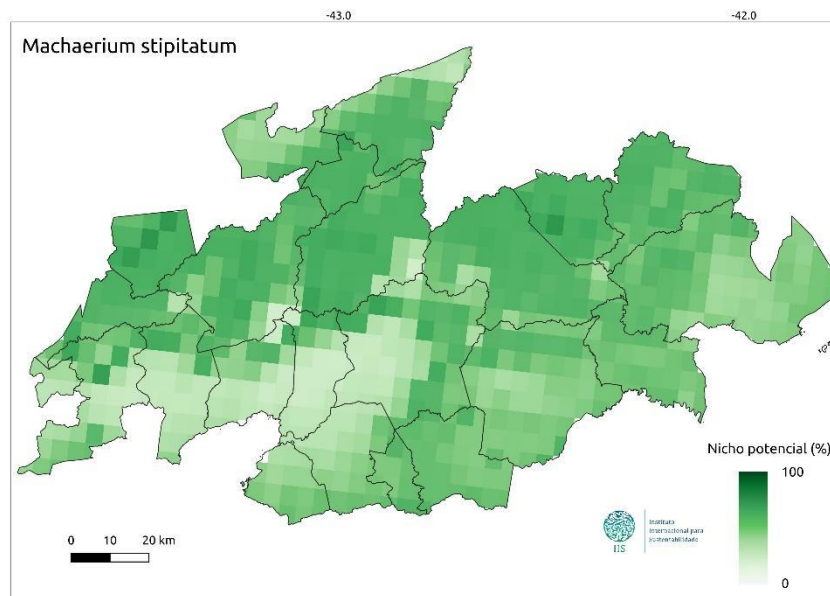 -43.0
-42.0
Machaerium stipitatum
Nicho potencial (%)
100
0
0 10 20 km
IIS
Instituto
Internacional para
Sustentabilidade